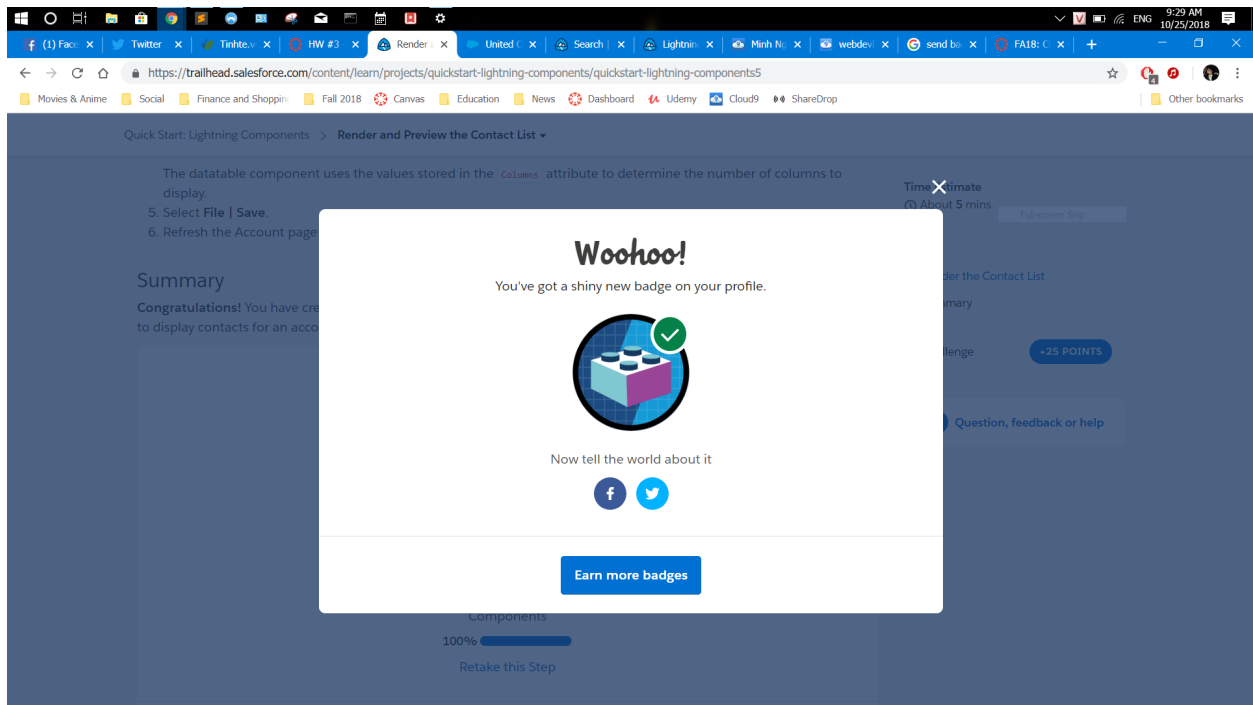 9:29 AM
ENG
10/25/2018
(1) Face
Twitter
Tinhte.v
HW #3
Render a
United C
Search |
Lightnin
Minh Ng
webdev
send ba
FA18: C
https://trailhead.salesforce.com/content/learn/projects/quickstart-lightning-components/quickstart-lightning-components5
Movies & Anime
Social
Finance and Shopping
Fall 2018
Canvas
Education
News
Dashboard
Udemy
Cloud9
ShareDrop
Other bookmarks
Quick Start: Lightning Components > Render and Preview the Contact List
The datatable component uses the values stored in the Columns attribute to determine the number of columns to
display.
5. Select File | Save.
6. Refresh the Account page
Time Estimate
About 5 mins
Full-screen Snip
Summary
Congratulations! You have cre
to display contacts for an acco
der the Contact List
mmary
llenge
+25 POINTS
Question, feedback or help
Woohoo!
You've got a shiny new badge on your profile.
Now tell the world about it
Earn more badges
Components
100%
Retake this Step